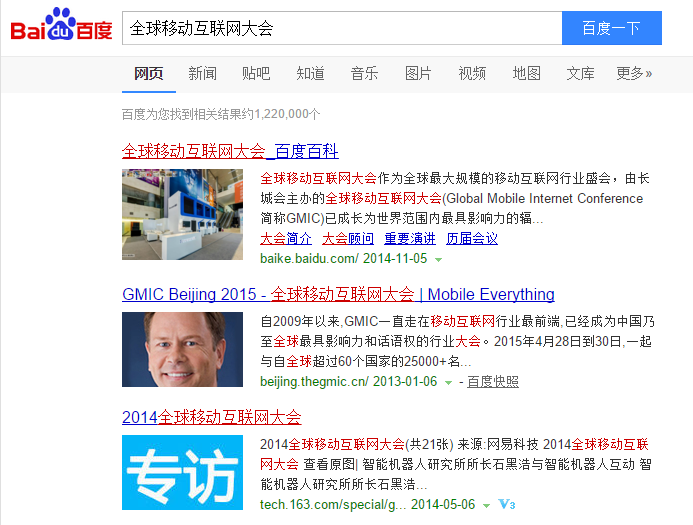 Bai du 百度
全球移动互联网大会
百度一下
网页 新闻 贴吧 知道 音乐 图片 视频 地图 文库 更多»
百度为您找到相关结果约1,220,000个
全球移动互联网大会_百度百科
全球移动互联网大会作为全球最大规模的移动互联网行业盛会，由长
城会主办的全球移动互联网大会(Global Mobile Internet Conference
简称GMIC)已成长为世界范围内最具影响力的辐...
大会简介 大会顾问 重要演讲 历届会议
baike.baidu.com/ 2014-11-05
GMIC Beijing 2015 - 全球移动互联网大会 | Mobile Everything
自2009年以来,GMIC一直走在移动互联网行业最前端,已经成为中国乃
至全球最具影响力和话语权的行业大会。2015年4月28日到30日,一起
与自全球超过60个国家的25000+名...
beijing.thegmic.cn/ 2013-01-06 - 百度快照
2014全球移动互联网大会
专访
2014全球移动互联网大会(共21张) 来源:网易科技 2014全球移动互联
网大会 查看原图| 智能机器人研究所所长石黑洁与智能机器人互动 智
能机器人研究所所长石黑洁...
tech.163.com/special/g... 2014-05-06 V3